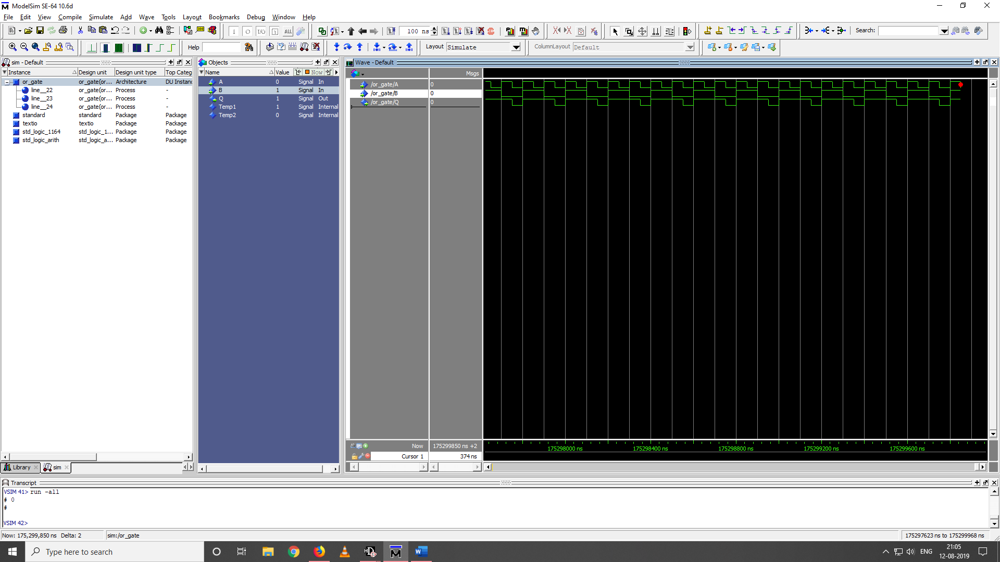 ModelSim SE-64 10.6d
File Edit View Compile Simulate Add Wave Tools Layout Bookmarks Debug Window Help
100 ns
Search:
Help
Layout Simulate
ColumnLayout Default
sim - Default
Instance Design unit Design unit type Top Categ
or_gate or_gate(or... Architecture DU Instanc
line__22 or_gate(or... Process -
line__23 or_gate(or... Process -
line__24 or_gate(or... Process -
standard standard Package Package
textio textio Package Package
std_logic_1164 std_logic_1... Package Package
std_logic_arith std_logic_a... Package Package
Library sim
Objects
Name Value Now
A 0 Signal In
B 1 Signal In
Q 1 Signal Out
Temp1 1 Signal Internal
Temp2 0 Signal Internal
Wave - Default
Msgs
/or_gate/A 0
/or_gate/B 0
/or_gate/Q 0
Now 175299850 ns +2
175298000 ns 175298400 ns 175298800 ns 175299200 ns 175299600 ns
Cursor 1 374 ns
Transcript
VSIM 41> run -all
# 0
#
VSIM 42>
Now: 175,299,850 ns Delta: 2 sim:/or_gate 175297623 ns to 175299968 ns
Type here to search
ENG
21:05
12-08-2019